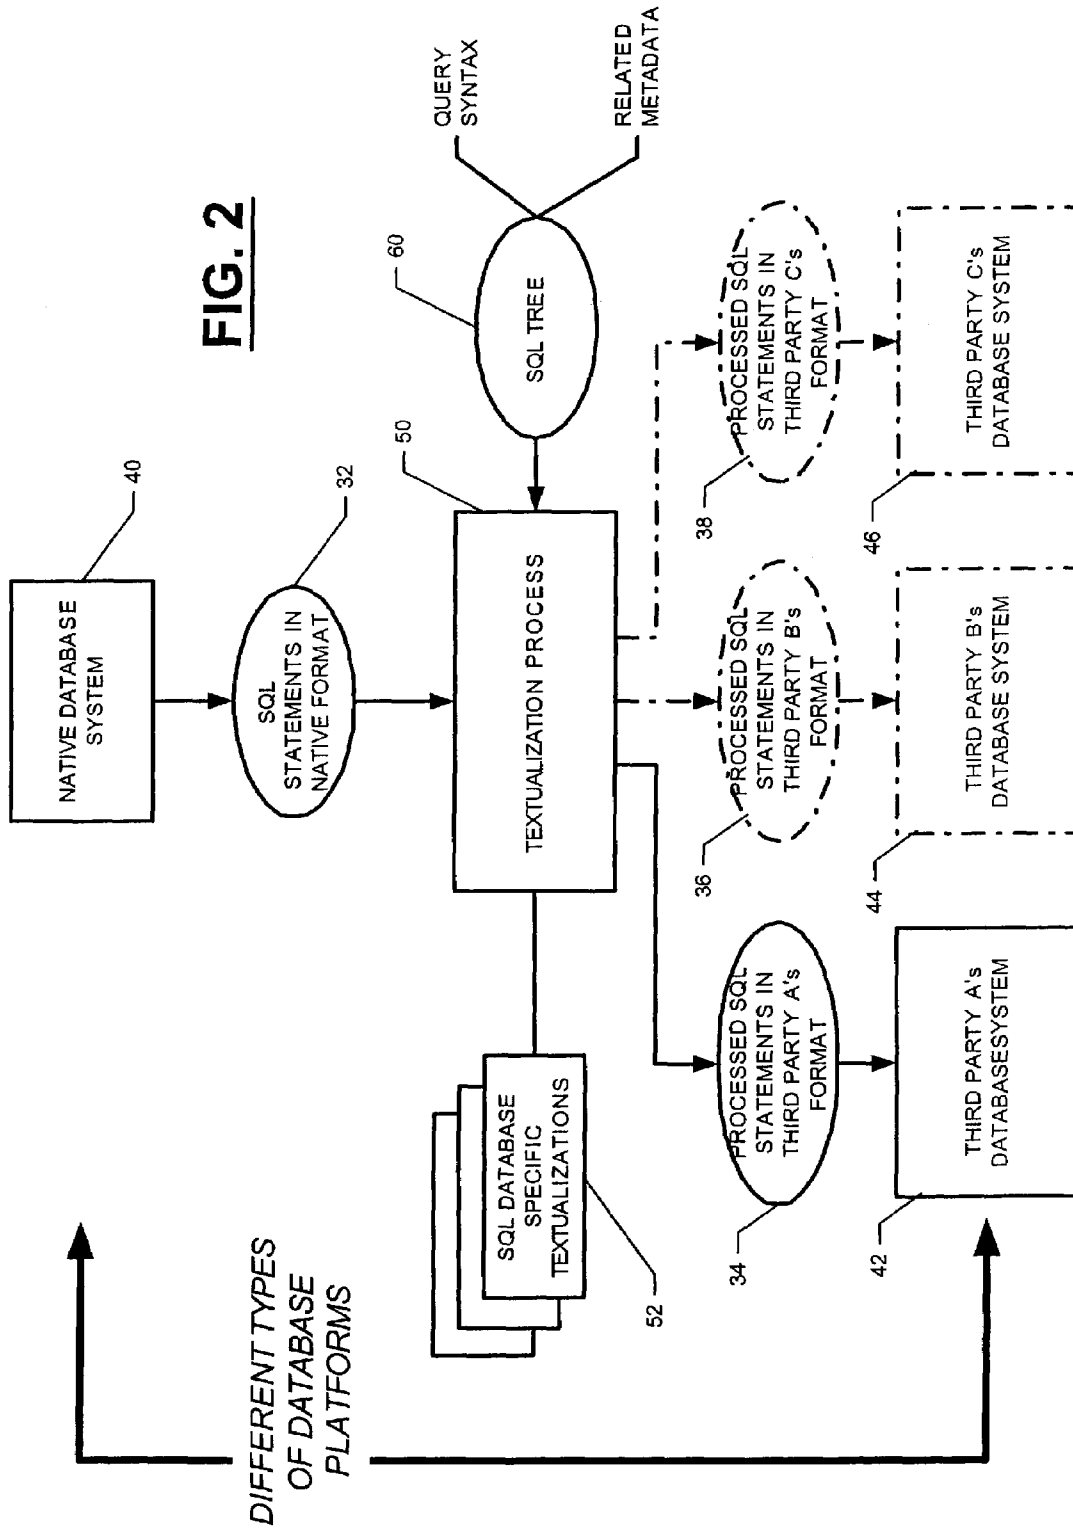 FIG. 2
NATIVE DATABASE
SYSTEM
40
SQL
STATEMENTS IN
NATIVE FORMAT
32
DIFFERENT TYPES
OF DATABASE
PLATFORMS
SQL DATABASE
SPECIFIC
TEXTUALIZATIONS
52
TEXTUALIZATION PROCESS
50
SQL TREE
60
QUERY
SYNTAX
RELATED
METADATA
PROCESSED SQL
STATEMENTS IN
THIRD PARTY A's
FORMAT
34
PROCESSED SQL
STATEMENTS IN
THIRD PARTY B's
FORMAT
36
PROCESSED SQL
STATEMENTS IN
THIRD PARTY C's
FORMAT
38
THIRD PARTY A's
DATABASESYSTEM
42
THIRD PARTY B's
DATABASE SYSTEM
44
THIRD PARTY C's
DATABASE SYSTEM
46